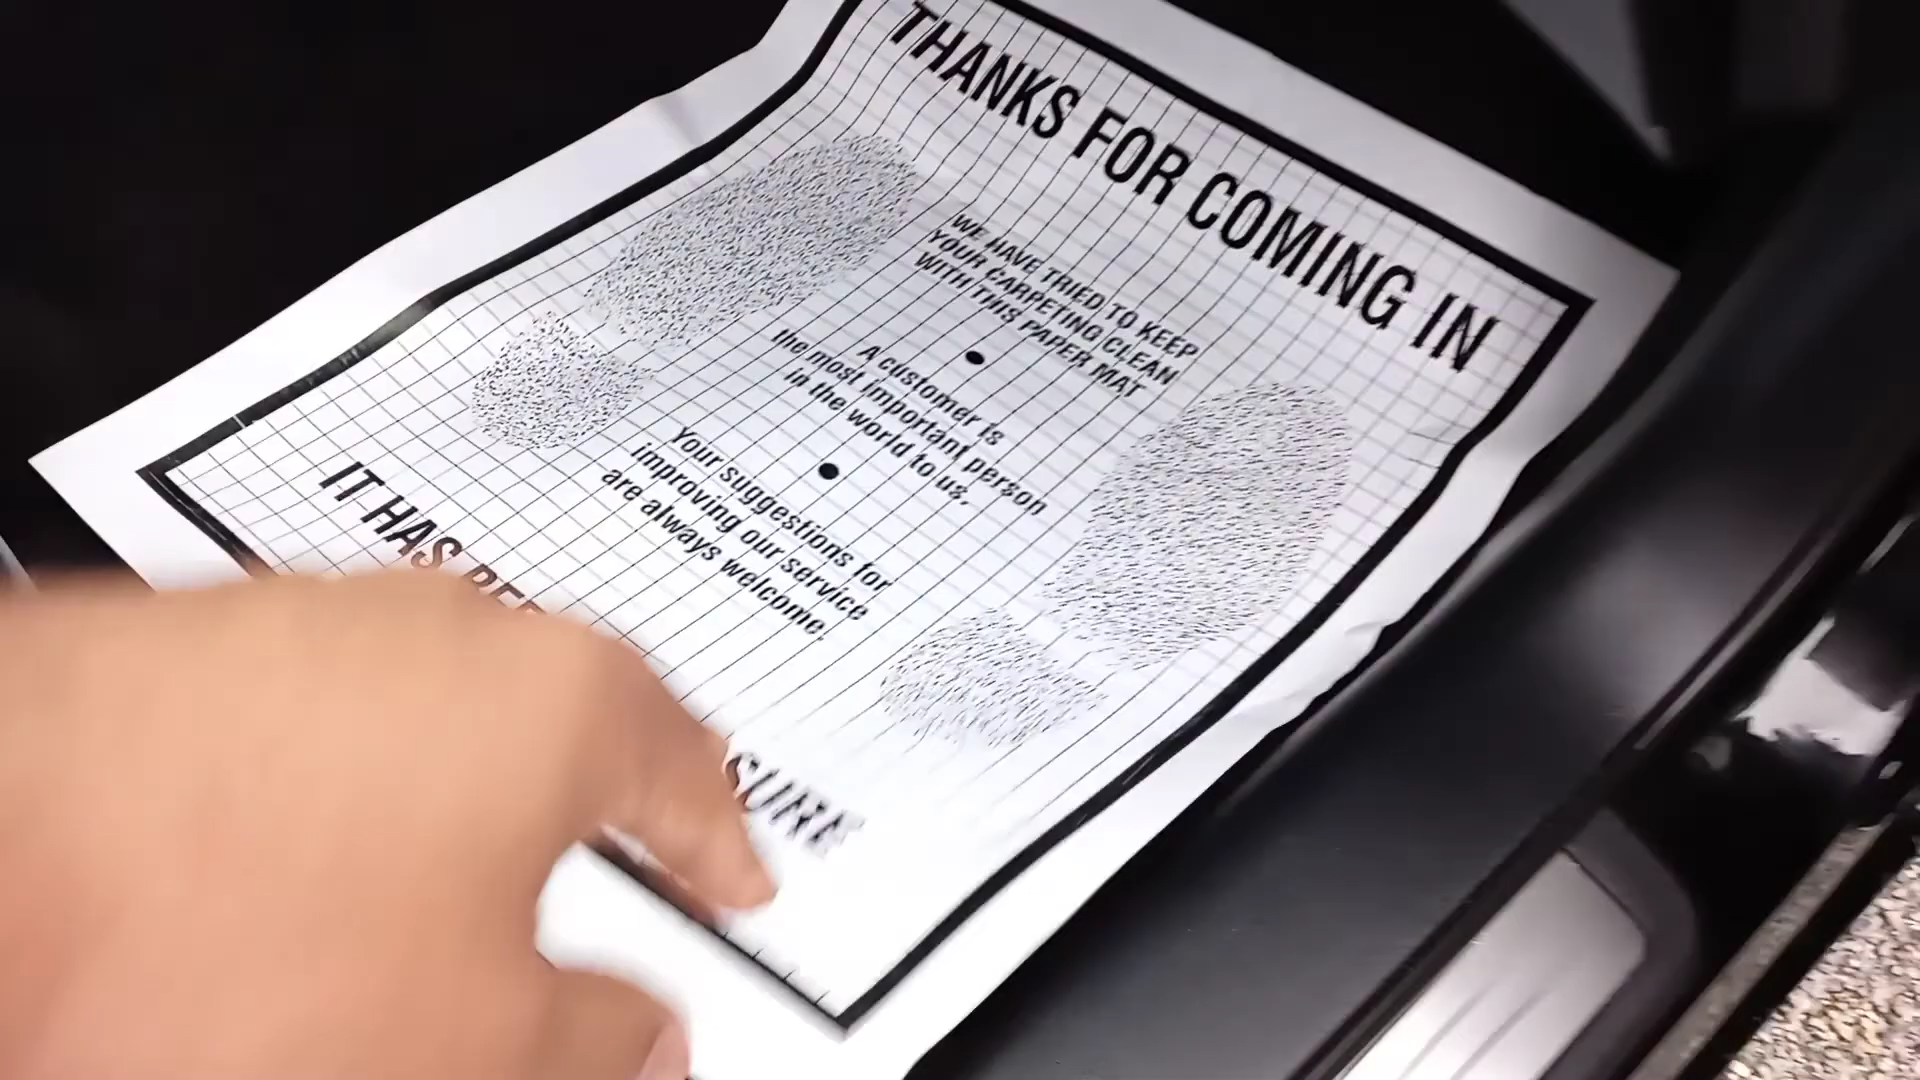 THANKS FOR COMING IN
WE HAVE TRIED TO KEEP
YOUR CARPETING CLEAN
WITH THIS PAPER MAT
A customer is
the most important person
in the world to us.
Your suggestions for
improving our service
are always welcome.
IT HAS